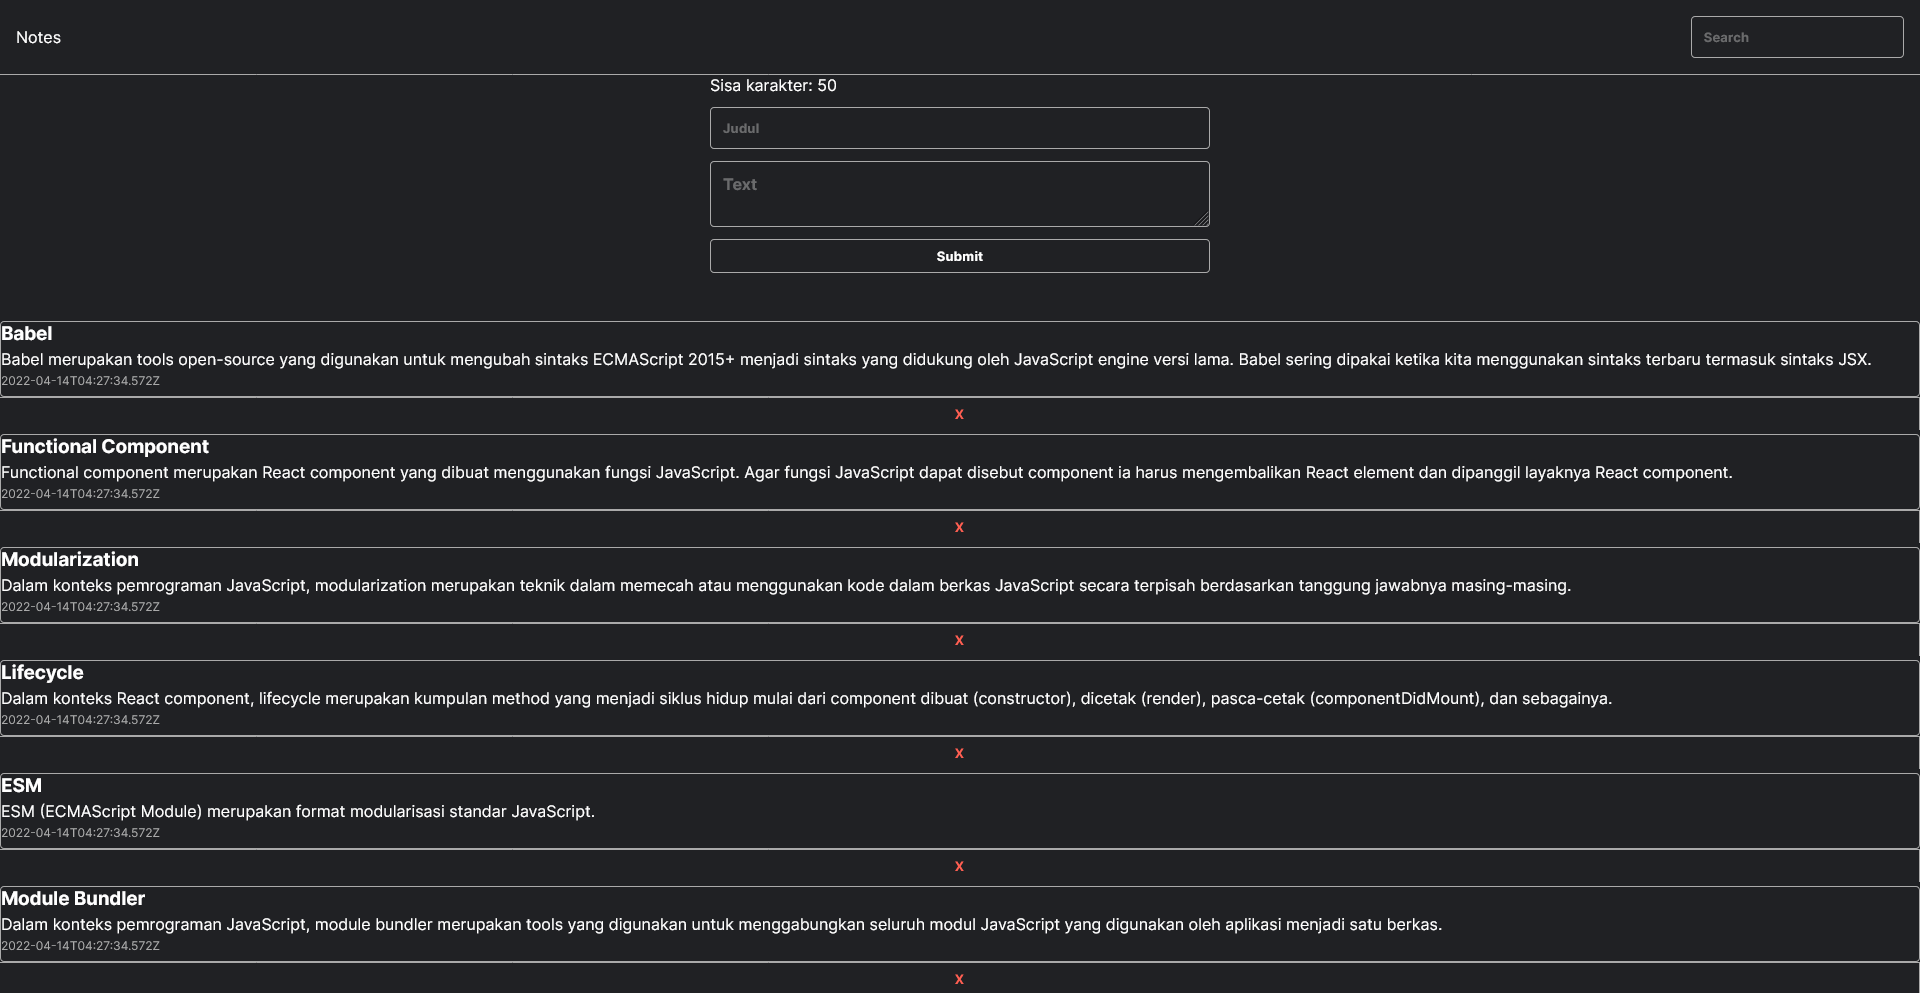 Notes
Search
Sisa karakter: 50
Judul
Text
Submit
Babel
Babel merupakan tools open-source yang digunakan untuk mengubah sintaks ECMAScript 2015+ menjadi sintaks yang didukung oleh JavaScript engine versi lama. Babel sering dipakai ketika kita menggunakan sintaks terbaru termasuk sintaks JSX.
2022-04-14T04:27:34.572Z
X
Functional Component
Functional component merupakan React component yang dibuat menggunakan fungsi JavaScript. Agar fungsi JavaScript dapat disebut component ia harus mengembalikan React element dan dipanggil layaknya React component.
2022-04-14T04:27:34.572Z
X
Modularization
Dalam konteks pemrograman JavaScript, modularization merupakan teknik dalam memecah atau menggunakan kode dalam berkas JavaScript secara terpisah berdasarkan tanggung jawabnya masing-masing.
2022-04-14T04:27:34.572Z
X
Lifecycle
Dalam konteks React component, lifecycle merupakan kumpulan method yang menjadi siklus hidup mulai dari component dibuat (constructor), dicetak (render), pasca-cetak (componentDidMount), dan sebagainya.
2022-04-14T04:27:34.572Z
X
ESM
ESM (ECMAScript Module) merupakan format modularisasi standar JavaScript.
2022-04-14T04:27:34.572Z
X
Module Bundler
Dalam konteks pemrograman JavaScript, module bundler merupakan tools yang digunakan untuk menggabungkan seluruh modul JavaScript yang digunakan oleh aplikasi menjadi satu berkas.
2022-04-14T04:27:34.572Z
X